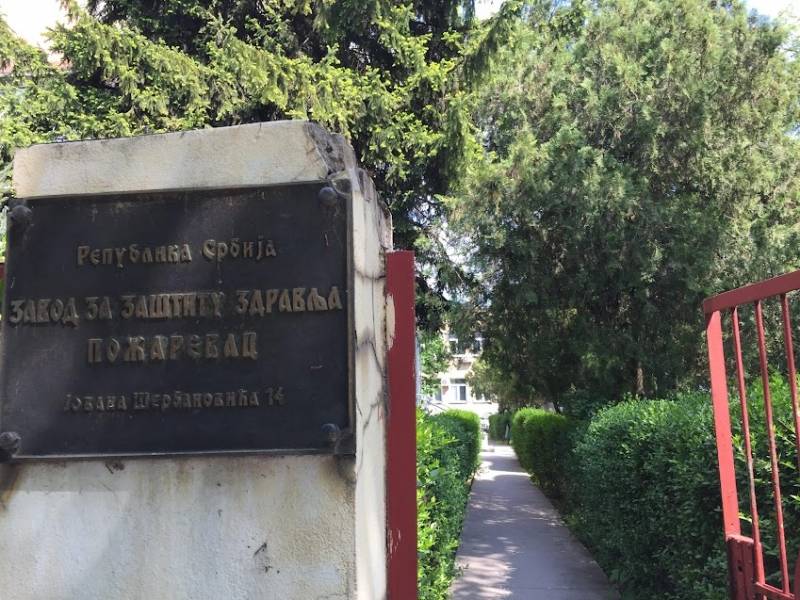 Република Србија
ЗАВОД ЗА ЗАШТИТУ ЗДРАВЉА
ПОЖАРЕВАЦ
Јована Шербановића 14